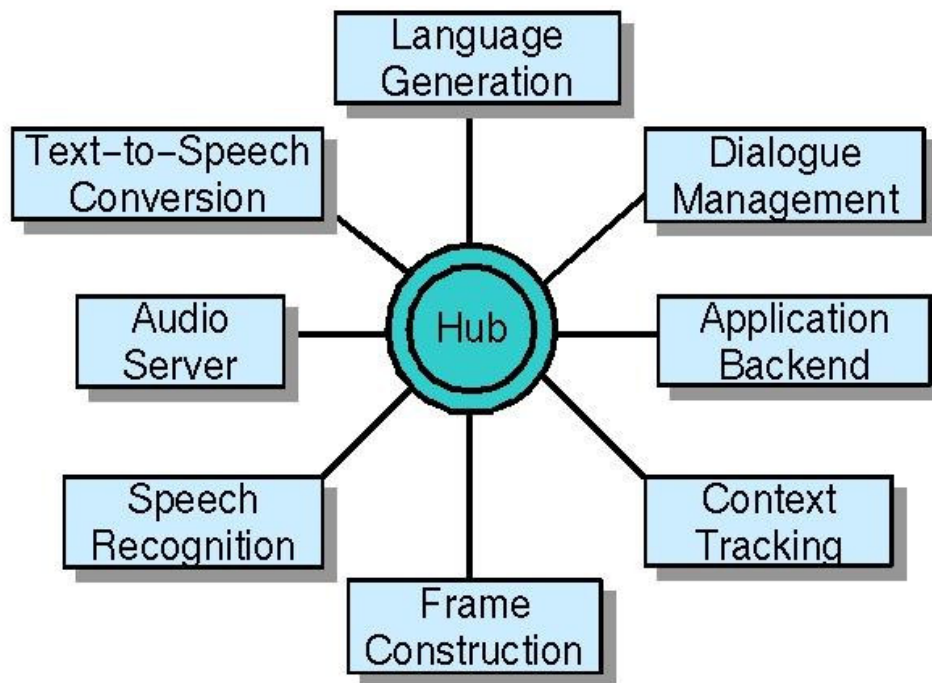 Language
Generation
Text-to-Speech
Conversion
Dialogue
Management
Audio
Server
Hub
Application
Backend
Speech
Recognition
Context
Tracking
Frame
Construction